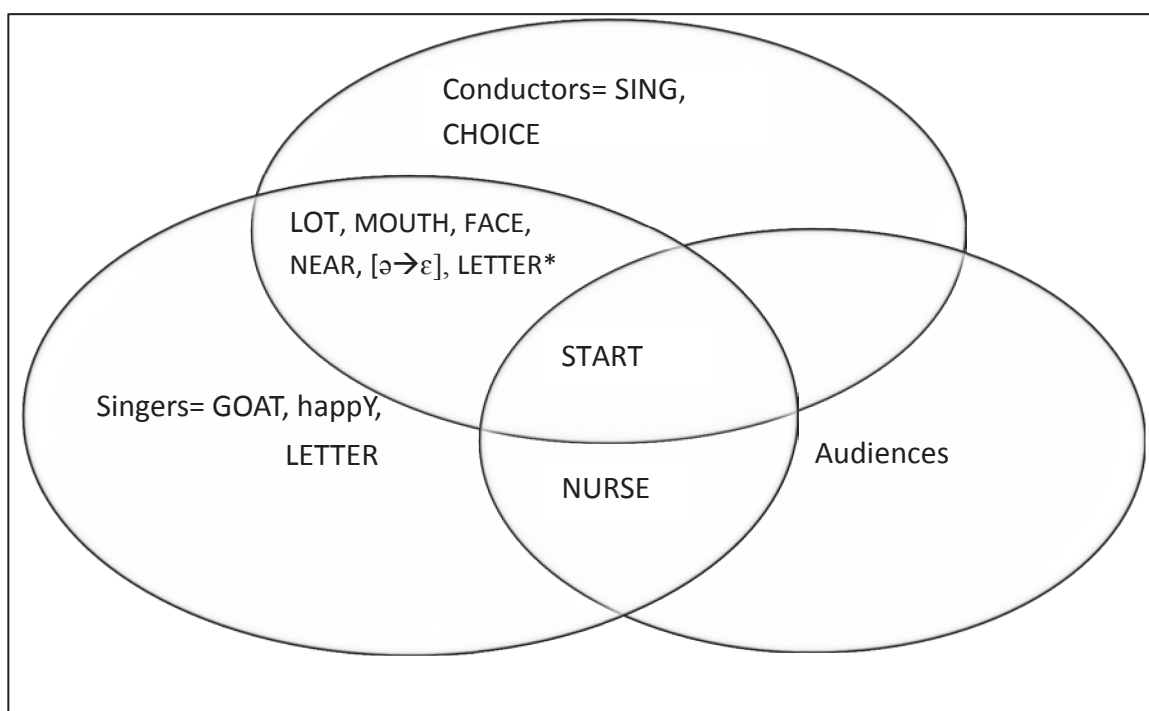 Conductors= SING,
CHOICE
LOT, MOUTH, FACE,
NEAR, [ə→ɛ], LETTER*
START
Singers= GOAT, happY,
LETTER
Audiences
NURSE